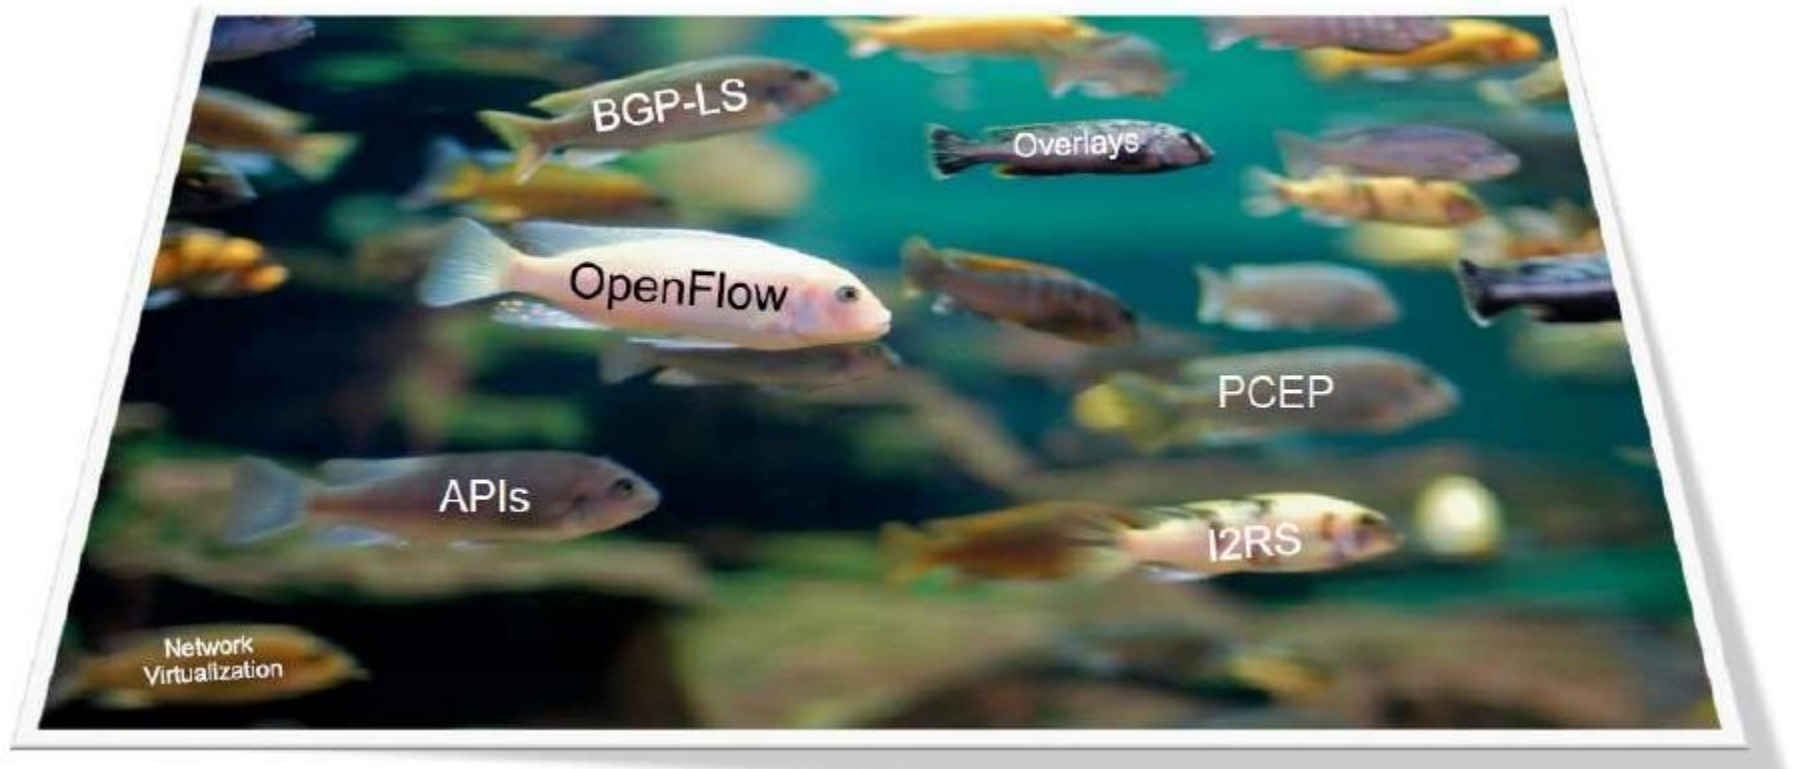 BGP-LS
Overlays
OpenFlow
PCEP
APIs
I2RS
Network
Virtualization